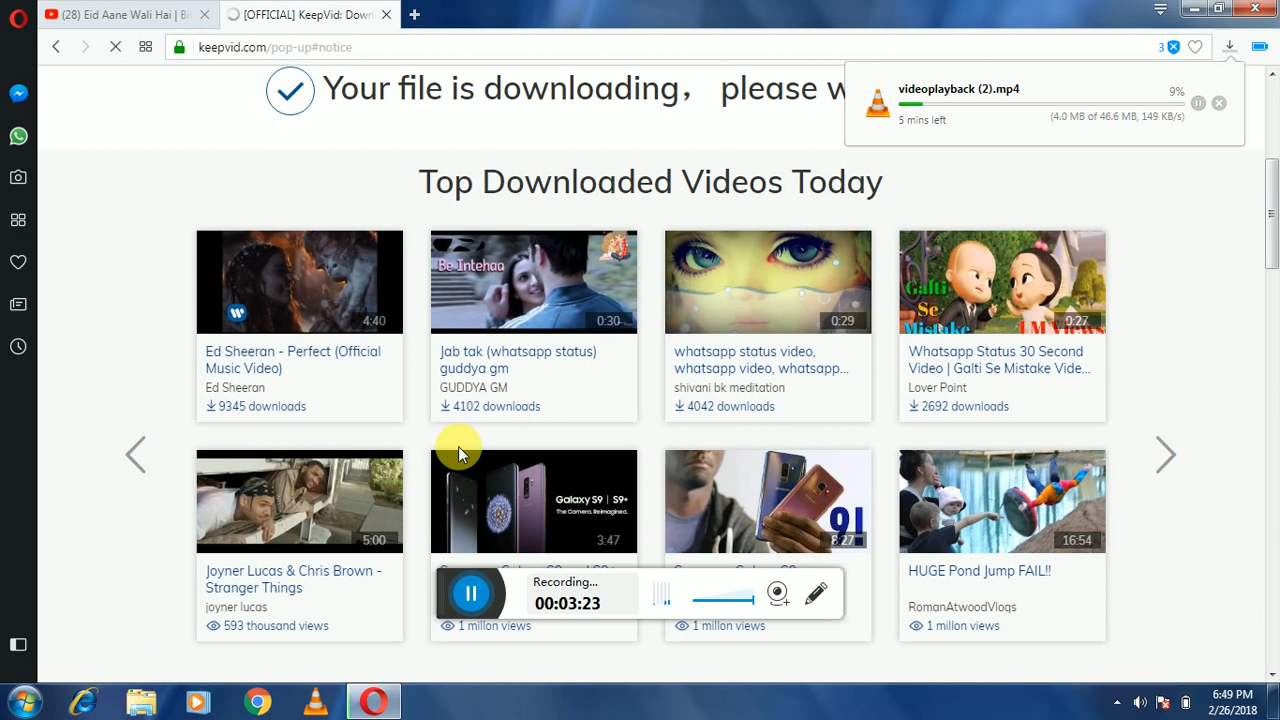 (28) Eid Aane Wali Hai | Bit
[OFFICIAL] KeepVid: Down
keepvid.com/pop-up#notice
3
Your file is downloading, please w
videoplayback (2).mp4
9%
5 mins left
(4.0 MB of 46.6 MB, 149 KB/s)
Top Downloaded Videos Today
4:40
Be Intehaa
0:30
0:29
Galti
Se
Mistake
LM Views
0:27
Ed Sheeran - Perfect (Official
Music Video)
Ed Sheeran
9345 downloads
Jab tak (whatsapp status)
guddya gm
GUDDYA GM
4102 downloads
whatsapp status video,
whatsapp video, whatsapp...
shivani bk meditation
4042 downloads
Whatsapp Status 30 Second
Video | Galti Se Mistake Vide...
Lover Point
2692 downloads
5:00
Galaxy S9 | S9+
The Camera. Reimagined.
3:47
9!
8:27
16:54
Joyner Lucas & Chris Brown -
Stranger Things
joyner lucas
593 thousand views
1 millon views
1 millon views
HUGE Pond Jump FAIL!!
RomanAtwoodVlogs
1 millon views
Recording...
00:03:23
6:49 PM
2/26/2018